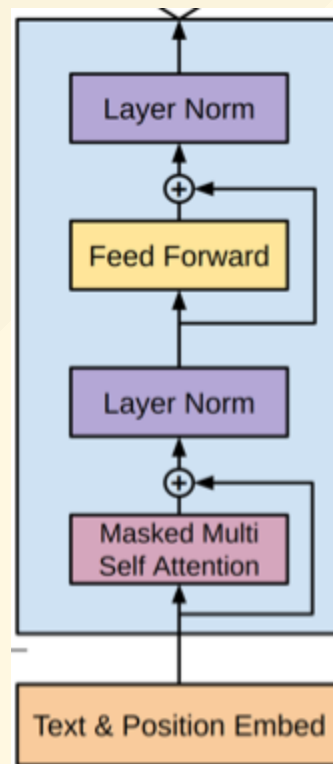 Layer Norm
Feed Forward
Layer Norm
Masked Multi
Self Attention
Text & Position Embed